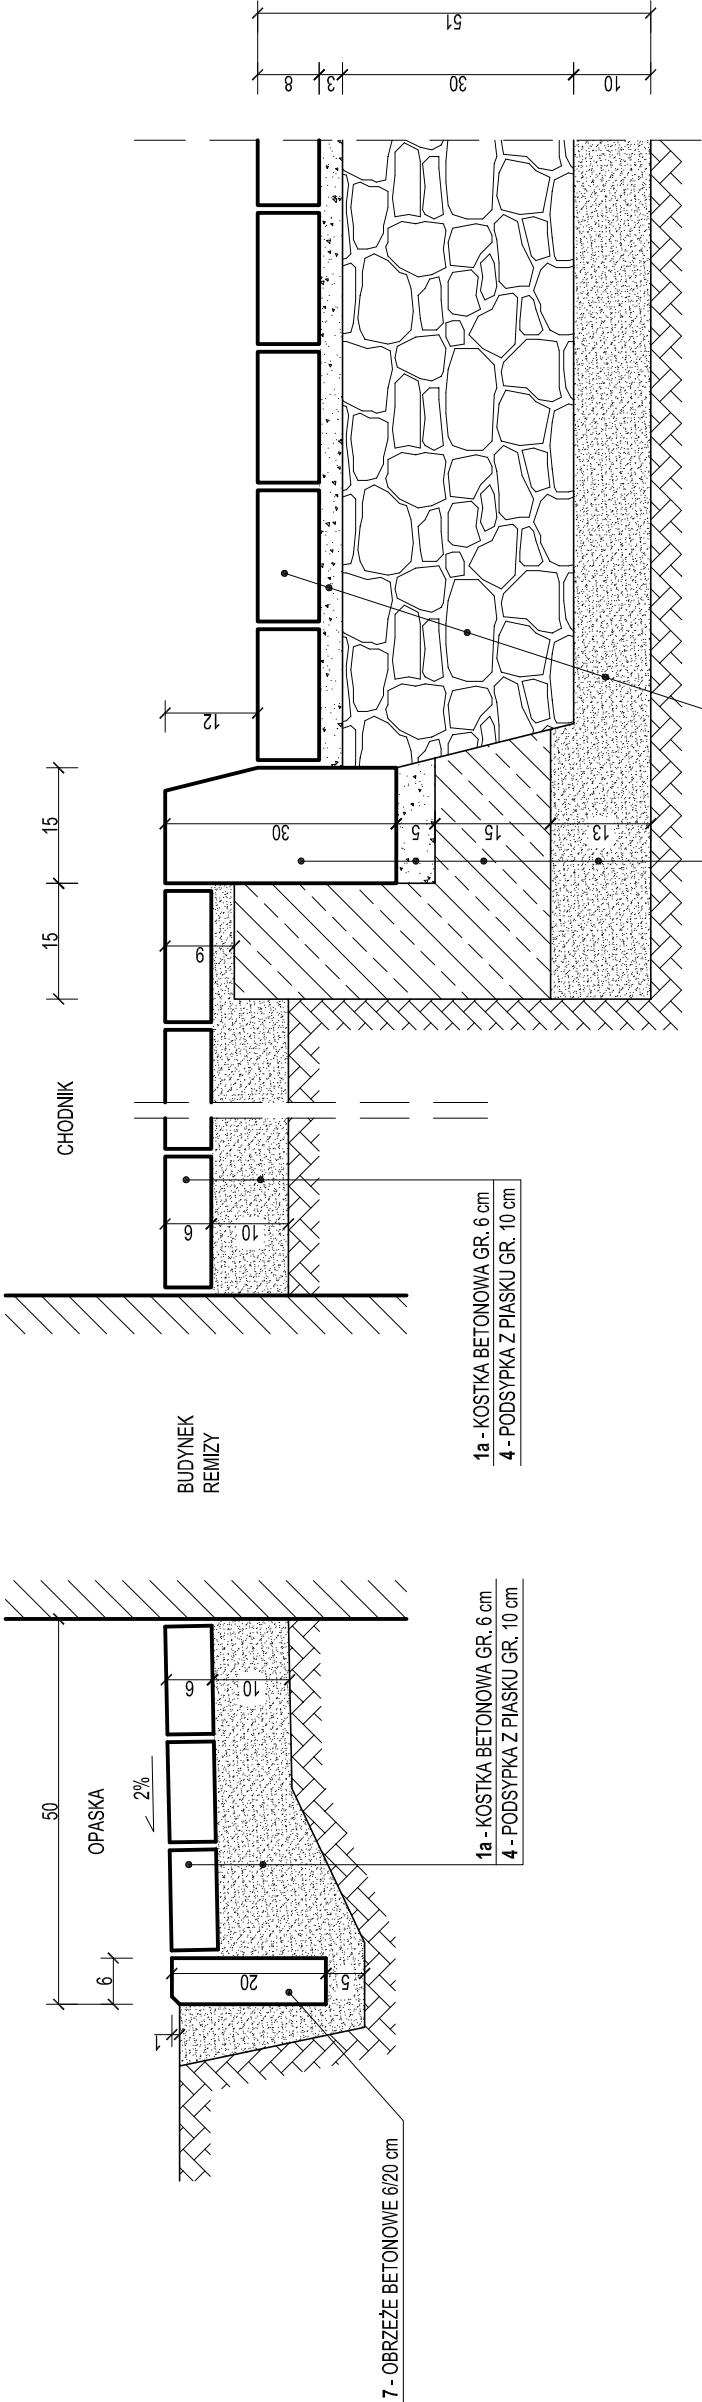 OPASKA
50
2%
6
10
6
20
5
1
1a - KOSTKA BETONOWA GR. 6 cm
4 - PODSYPKA Z PIASKU GR. 10 cm
7 - OBRZEŻE BETONOWE 6/20 cm
BUDYNEK
REMIZY
CHODNIK
6
10
1a - KOSTKA BETONOWA GR. 6 cm
4 - PODSYPKA Z PIASKU GR. 10 cm
15
15
9
30
5
15
13
12
8
3
30
10
51